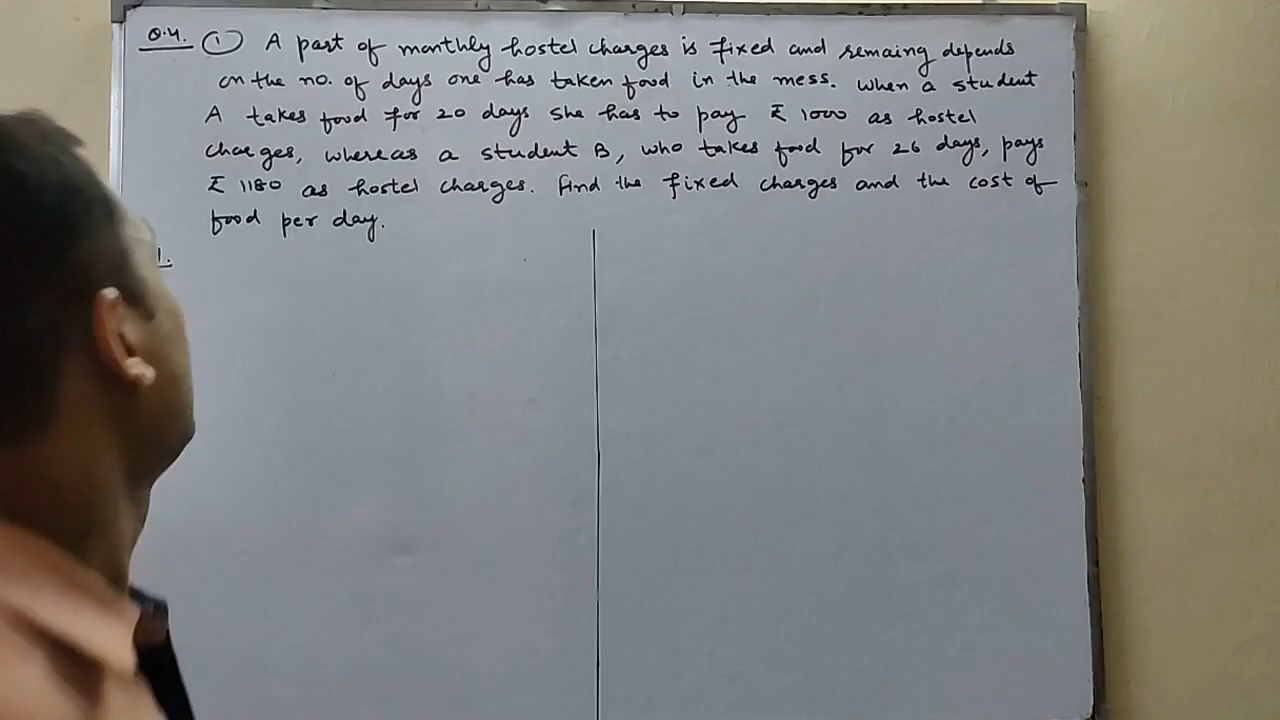 Q.4. ① A part of monthly hostel charges is fixed and remaing depends
on the no. of days one has taken food in the mess. When a student
A takes food for 20 days she has to pay ₹ 1000 as hostel
charges, whereas a student B, who takes food for 26 days, pays
₹ 1180 as hostel charges. Find the fixed charges and the cost of
food per day.